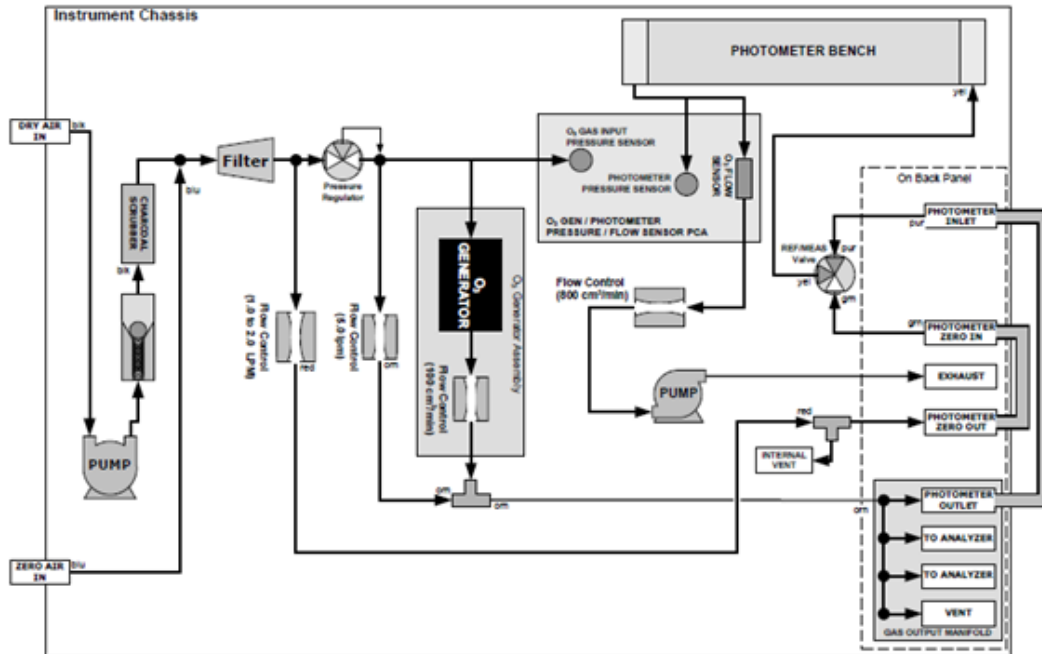 Instrument Chassis
PHOTOMETER BENCH
yel
DRY AIR
IN
blk
Filter
blu
CHARCOAL
SCRUBBER
blk
PUMP
ZERO AIR
IN
blu
Pressure
Regulator
O₃ GAS INPUT
PRESSURE SENSOR
PHOTOMETER
PRESSURE SENSOR
O₃ FLOW
SENSOR
O₃ GEN / PHOTOMETER
PRESSURE / FLOW SENSOR PCA
Flow Control
(1.0 to 2.0 LPM)
red
Flow Control
(5.0 lpm)
orn
O₃
GENERATOR
O₃ Generator Assembly
Flow Control
(100 cm³/min)
orn
orn
Flow Control
(800 cm³/min)
PUMP
red
INTERNAL
VENT
On Back Panel
REF/MEAS
Valve
pur
pur
yel
grn
grn
PHOTOMETER
INLET
PHOTOMETER
ZERO IN
EXHAUST
PHOTOMETER
ZERO OUT
orn
PHOTOMETER
OUTLET
TO ANALYZER
TO ANALYZER
VENT
GAS OUTPUT MANIFOLD